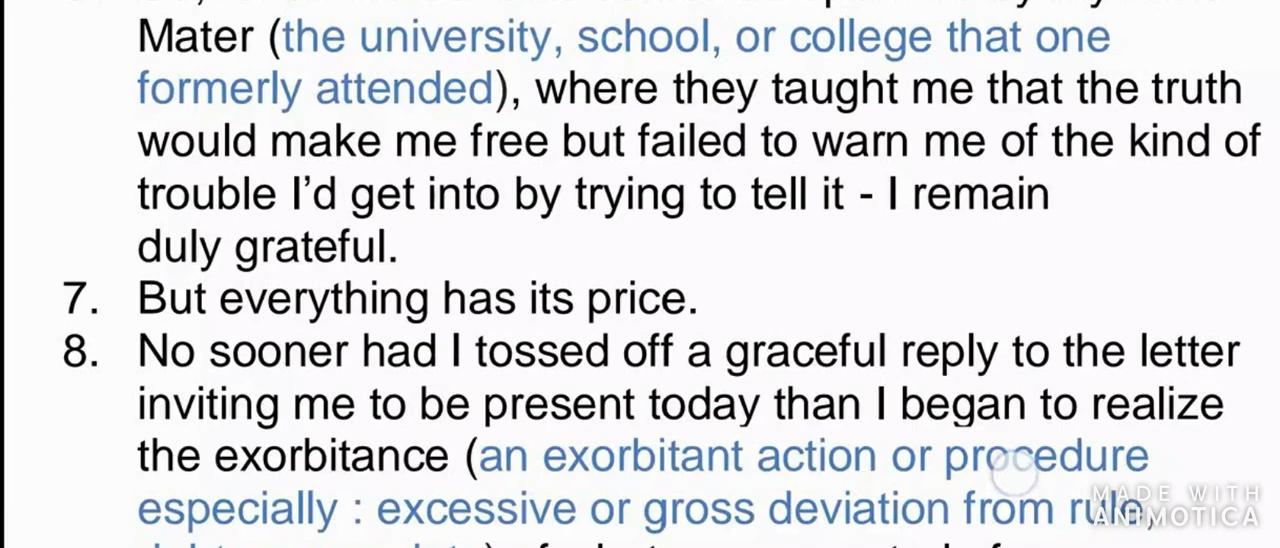 Mater (the university, school, or college that one
formerly attended), where they taught me that the truth
would make me free but failed to warn me of the kind of
trouble I’d get into by trying to tell it - I remain
duly grateful.
7. But everything has its price.
8. No sooner had I tossed off a graceful reply to the letter
inviting me to be present today than I began to realize
the exorbitance (an exorbitant action or procedure
especially : excessive or gross deviation from rule,
MADE WITH
ANIMOTICA